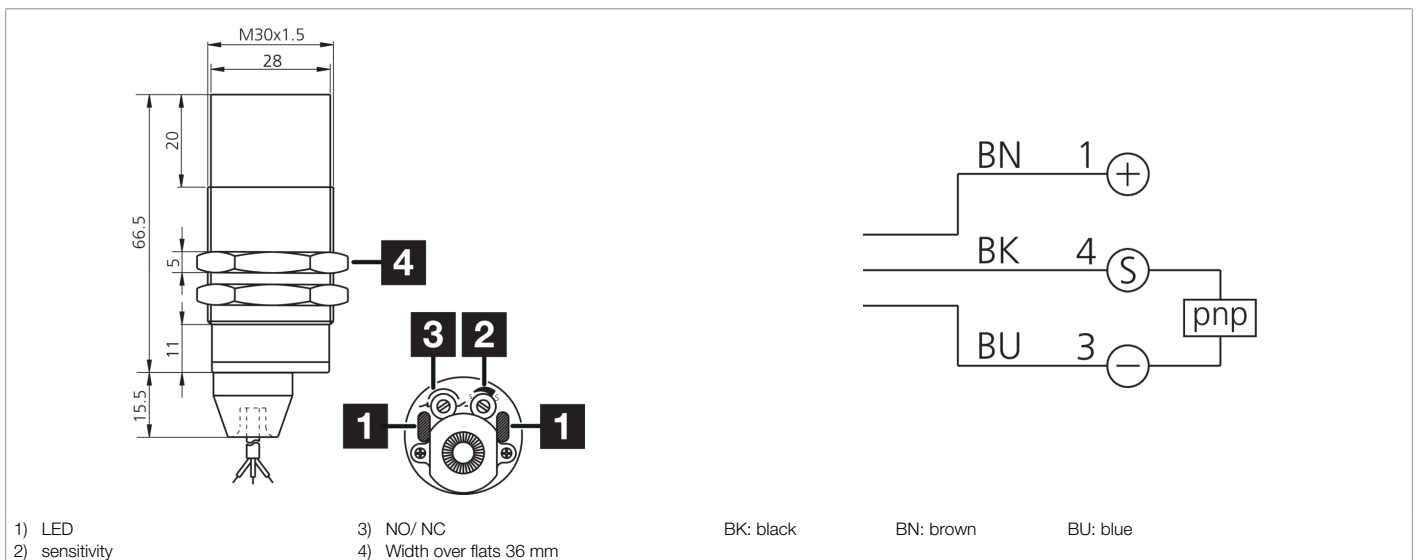 M30x1.5
28
20
66.5
5
4
11
15.5
3 2
S S
1 1
BN 1
+
BK 4
S
pnp
BU 3
−
1) LED 3) NO/ NC BK: black BN: brown BU: blue
2) sensitivity 4) Width over flats 36 mm